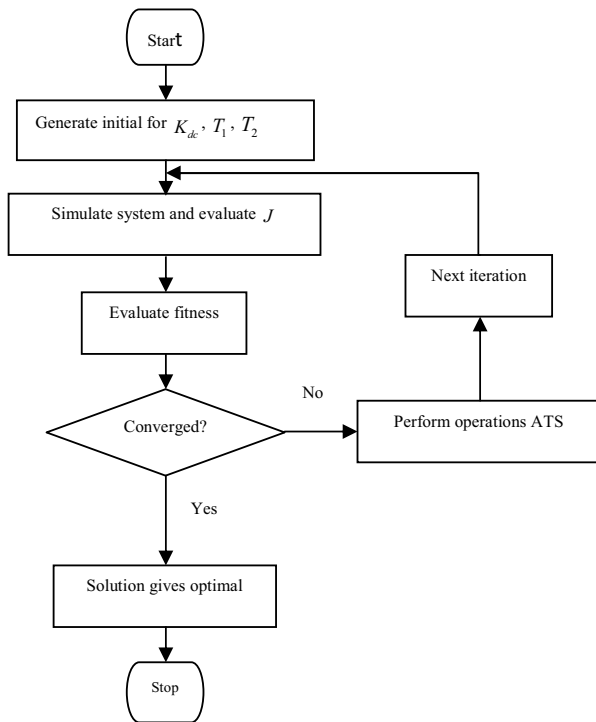 Start
Generate initial for K_dc, T_1, T_2
Simulate system and evaluate J
Next iteration
Evaluate fitness
No
Converged?
Perform operations ATS
Yes
Solution gives optimal
Stop